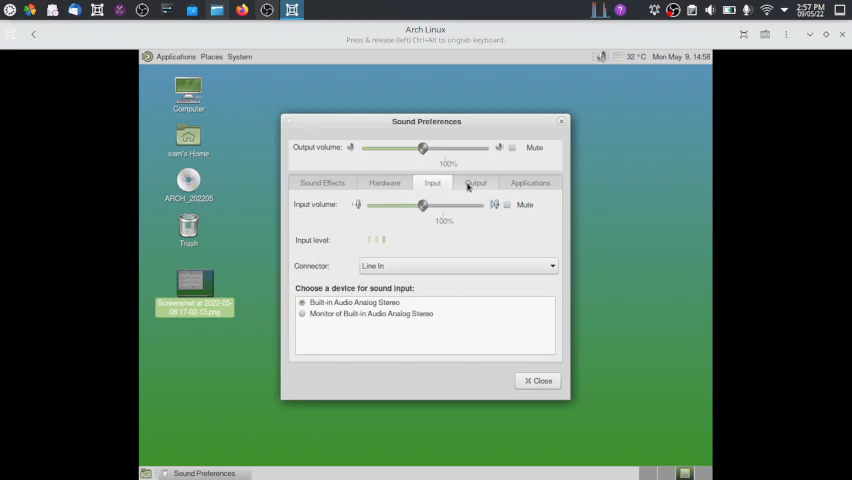 2:57 PM
09/05/22
Arch Linux
Press & release (left) Ctrl+Alt to ungrab keyboard.
Applications Places System
32 °C Mon May 9, 14:58
Computer
sam's Home
ARCH_202205
Trash
Screenshot at 2022-05-
08 17-02-13.png
Sound Preferences
Output volume: Mute
100%
Sound Effects Hardware Input Output Applications
Input volume: Mute
100%
Input level:
Connector: Line In
Choose a device for sound input:
Built-in Audio Analog Stereo
Monitor of Built-in Audio Analog Stereo
Close
Sound Preferences